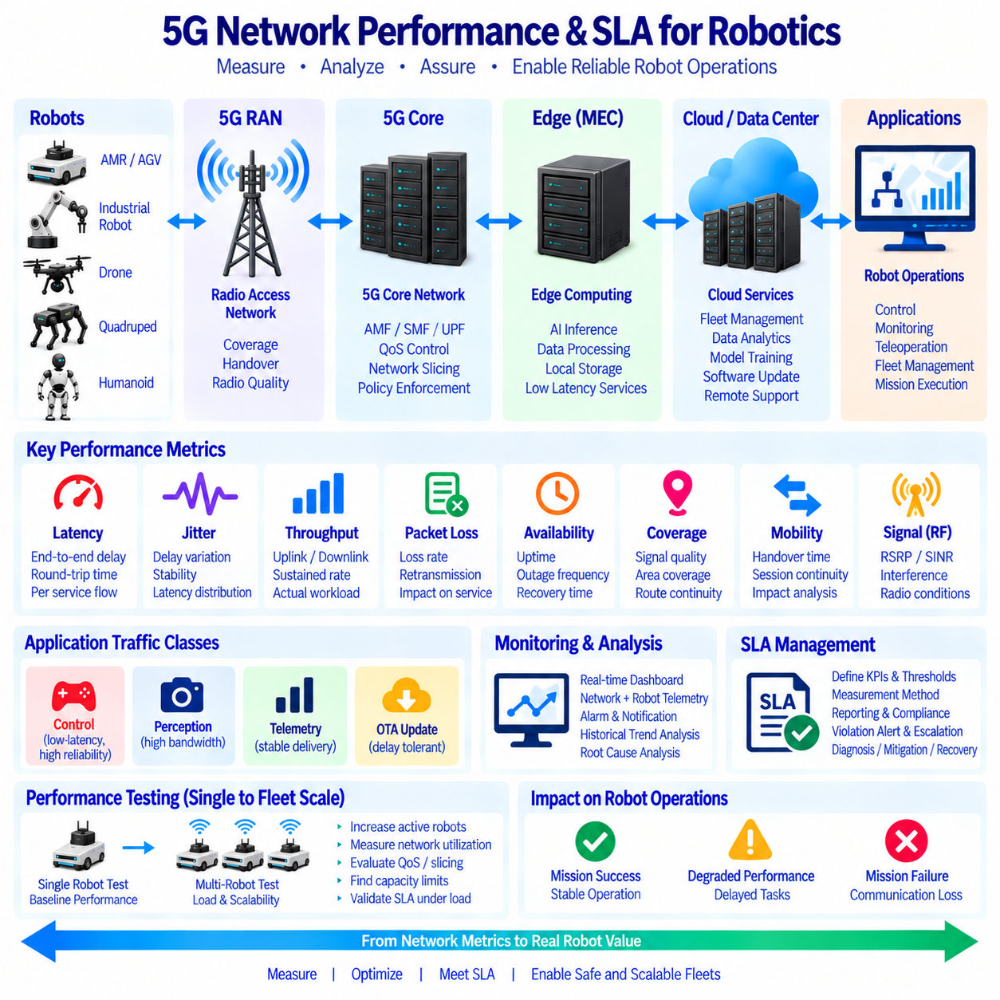 5G Network Performance & SLA for Robotics
Measure • Analyze • Assure • Enable Reliable Robot Operations
Robots
AMR / AGV
Industrial
Robot
Drone
Quadruped
Humanoid
5G RAN
Radio Access
Network
Coverage
Handover
Radio Quality
5G Core
5G Core Network
AMF / SMF / UPF
QoS Control
Network Slicing
Policy Enforcement
Edge (MEC)
Edge Computing
AI Inference
Data Processing
Local Storage
Low Latency Services
Cloud / Data Center
Cloud Services
Fleet Management
Data Analytics
Model Training
Software Update
Remote Support
Applications
Robot Operations
Control
Monitoring
Teleoperation
Fleet Management
Mission Execution
Key Performance Metrics
Latency
End-to-end delay
Round-trip time
Per service flow
Jitter
Delay variation
Stability
Latency distribution
Throughput
Uplink / Downlink
Sustained rate
Actual workload
Packet Loss
Loss rate
Retransmission
Impact on service
Availability
Uptime
Outage frequency
Recovery time
Coverage
Signal quality
Area coverage
Route continuity
Mobility
Handover time
Session continuity
Impact analysis
Signal (RF)
RSRP / SINR
Interference
Radio conditions
Application Traffic Classes
Control
(low-latency,
high reliability)
Perception
(high bandwidth)
Telemetry
(stable delivery)
OTA Update
(delay tolerant)
Monitoring & Analysis
Real-time Dashboard
Network + Robot Telemetry
Alarm & Notification
Historical Trend Analysis
Root Cause Analysis
SLA Management
SLA
Define KPIs & Thresholds
Measurement Method
Reporting & Compliance
Violation Alert & Escalation
Diagnosis / Mitigation / Recovery
Performance Testing (Single to Fleet Scale)
Single Robot Test
Baseline Performance
Multi-Robot Test
Load & Scalability
Increase active robots
Measure network utilization
Evaluate QoS / slicing
Find capacity limits
Validate SLA under load
Impact on Robot Operations
Mission Success
Stable Operation
Degraded Performance
Delayed Tasks
Mission Failure
Communication Loss
From Network Metrics to Real Robot Value
Measure | Optimize | Meet SLA | Enable Safe and Scalable Fleets